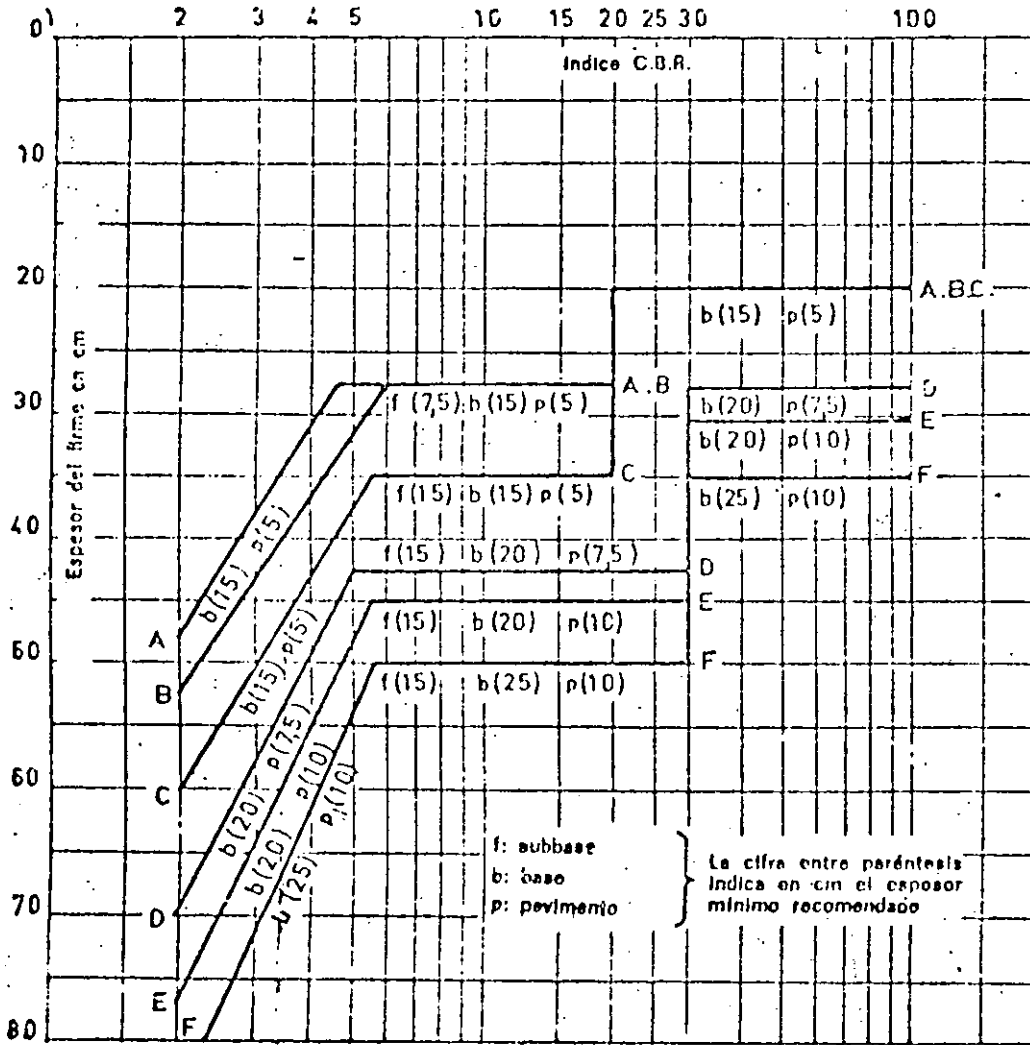 0 1 2 3 4 5 10 15 20 25 30 100
Indice C.B.R.
10
20
A.B.C.
b(15) p(5)
Espesor del firme en cm
A.B
D
30
f(7,5) b(15) p(5)
b(20) p(7,5)
E
b(20) p(10)
C
F
f(15) b(15) p(5)
b(25) p(10)
40
f(15) b(20) p(7,5)
D
E
b(15) p(5)
f(15) b(20) p(10)
A
60
F
B
f(15) b(25) p(10)
b(15) p(5)
60
C
b(20) p(7,5)
b(20) p(10)
b(25) p(10)
f: subbase
b: base
p: pavimento
La cifra entre paréntesis
indica en cm el espesor
mínimo recomendado
70
D
E
F
80